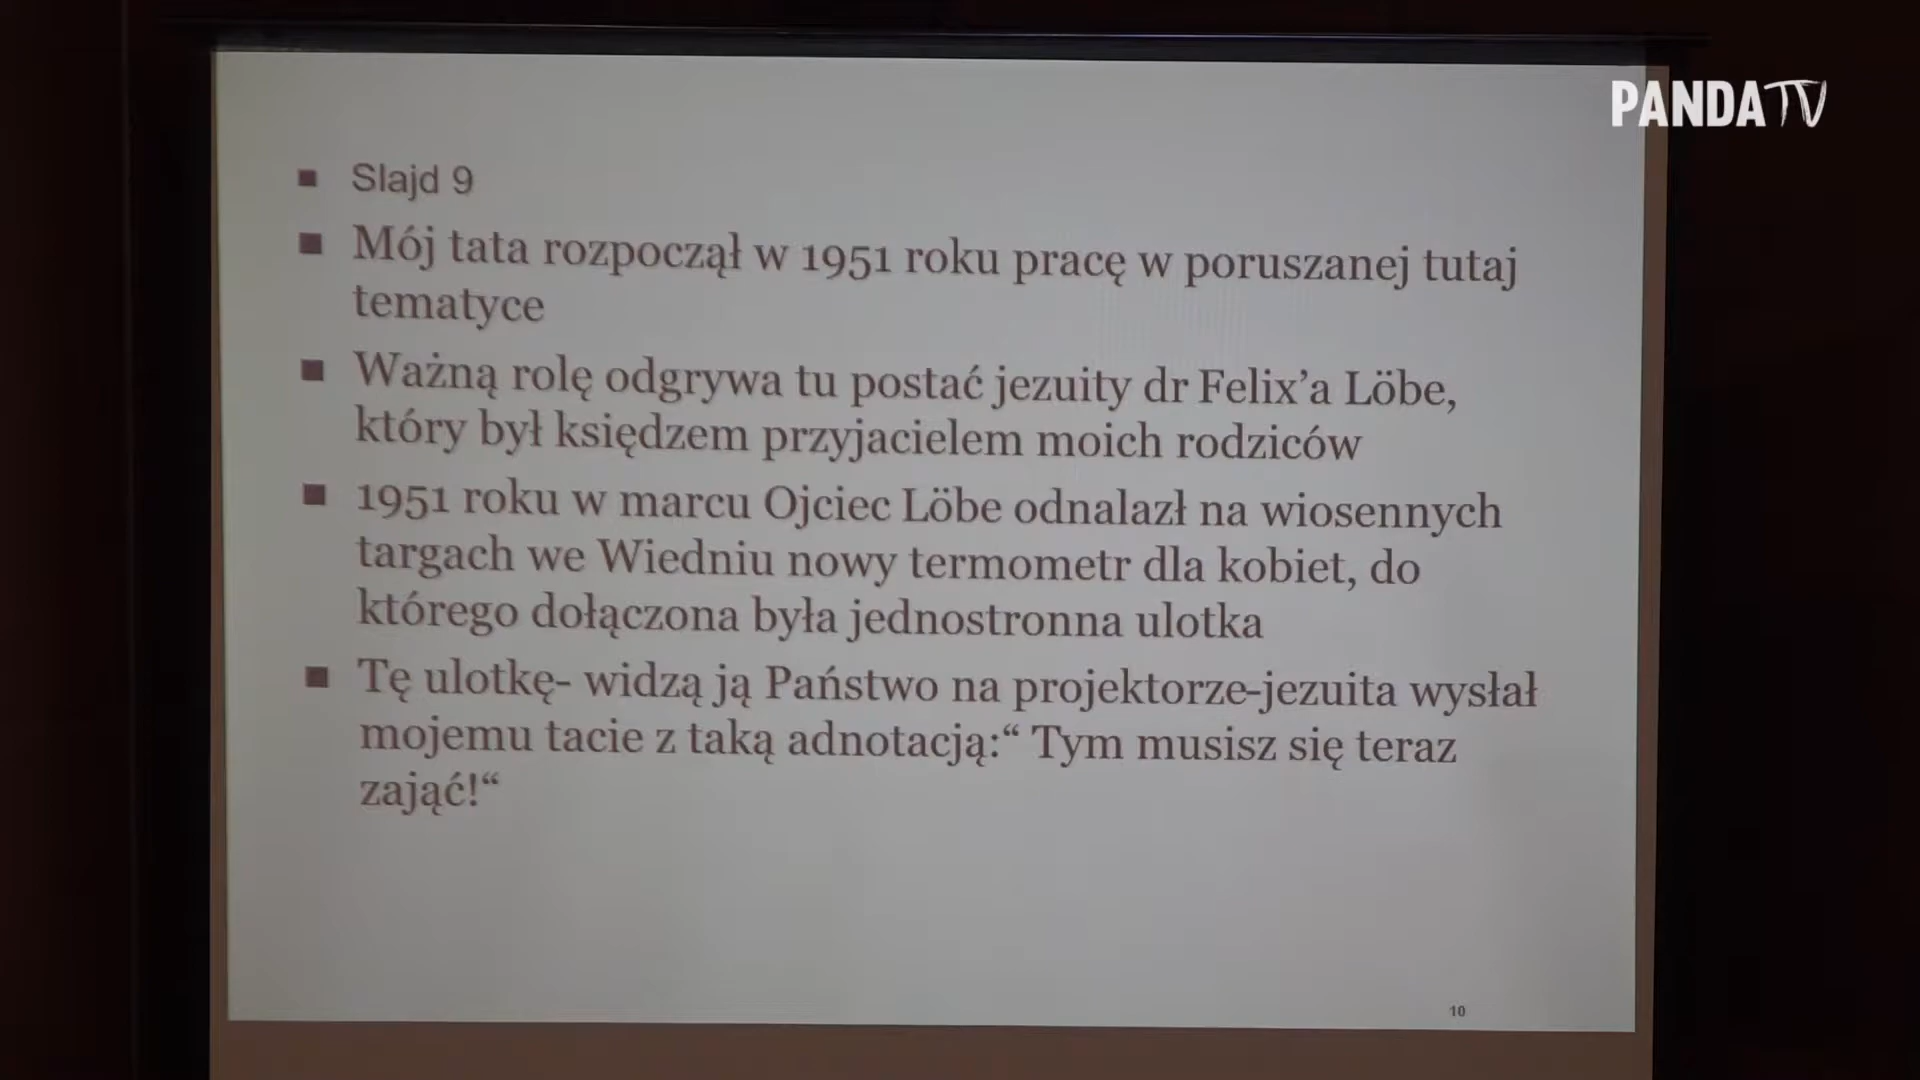 PANDA TV
Slajd 9
Mój tata rozpoczął w 1951 roku pracę w poruszanej tutaj
tematyce
Ważną rolę odgrywa tu postać jezuity dr Felix’a Löbe,
który był księdzem przyjacielem moich rodziców
1951 roku w marcu Ojciec Löbe odnalazł na wiosennych
targach we Wiedniu nowy termometr dla kobiet, do
którego dołączona była jednostronna ulotka
Tę ulotkę- widzą ją Państwo na projektorze-jezuita wysłał
mojemu tacie z taką adnotacją:“ Tym musisz się teraz
zająć!“
10